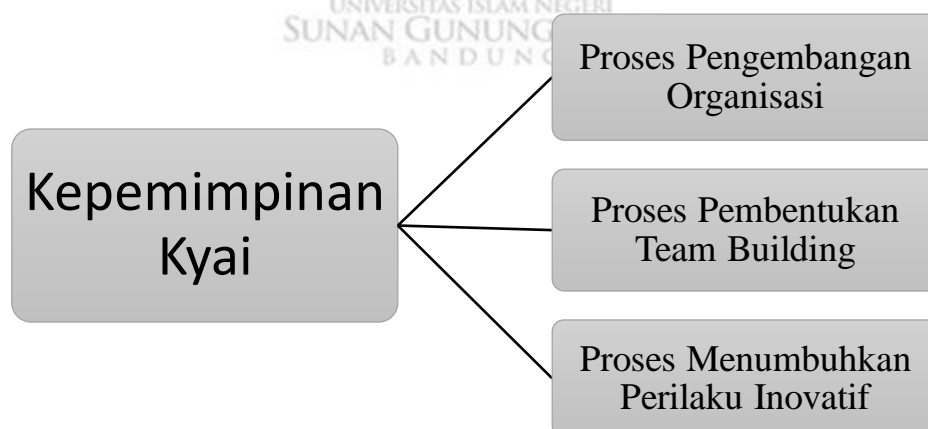 UNIVERSITAS ISLAM NEGERI
SUNAN GUNUNG
BANDUNG
Proses Pengembangan
Organisasi
Kepemimpinan
Kyai
Proses Pembentukan
Team Building
Proses Menumbuhkan
Perilaku Inovatif